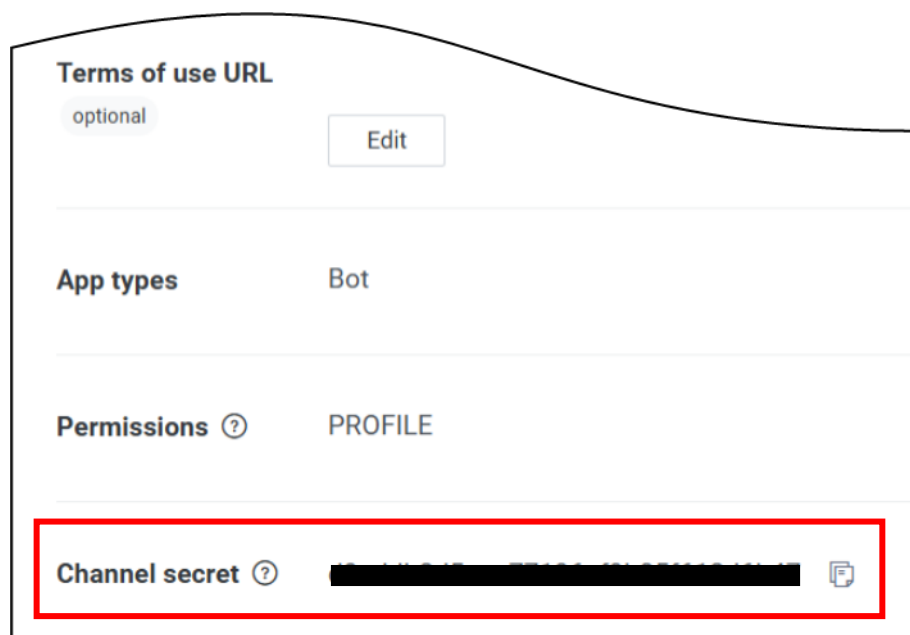 Terms of use URL
optional
Edit
App types Bot
Permissions ? PROFILE
Channel secret ?